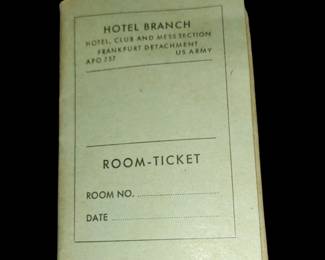 HOTEL BRANCH
HOTEL, CLUB AND MESS SECTION
FRANKFURT DETACHMENT
APO 757 US ARMY
ROOM-TICKET
ROOM NO.
DATE